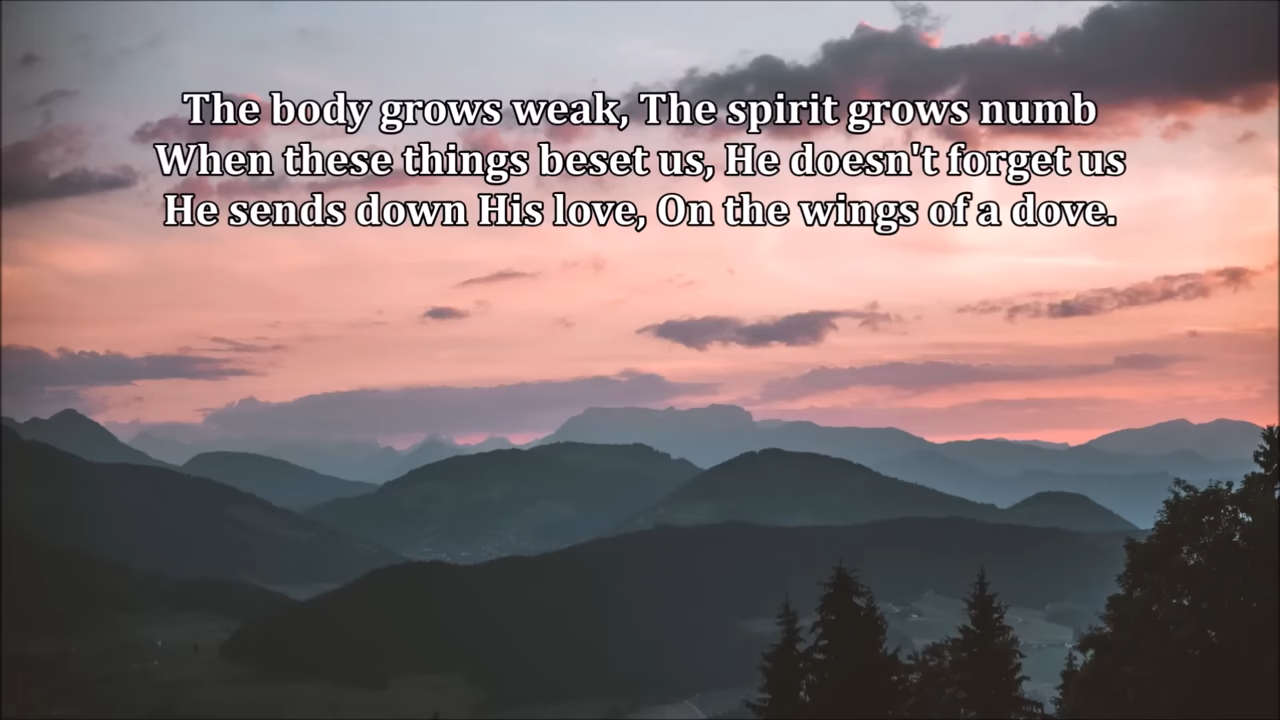 The body grows weak, The spirit grows numb
When these things beset us, He doesn't forget us
He sends down His love, On the wings of a dove.